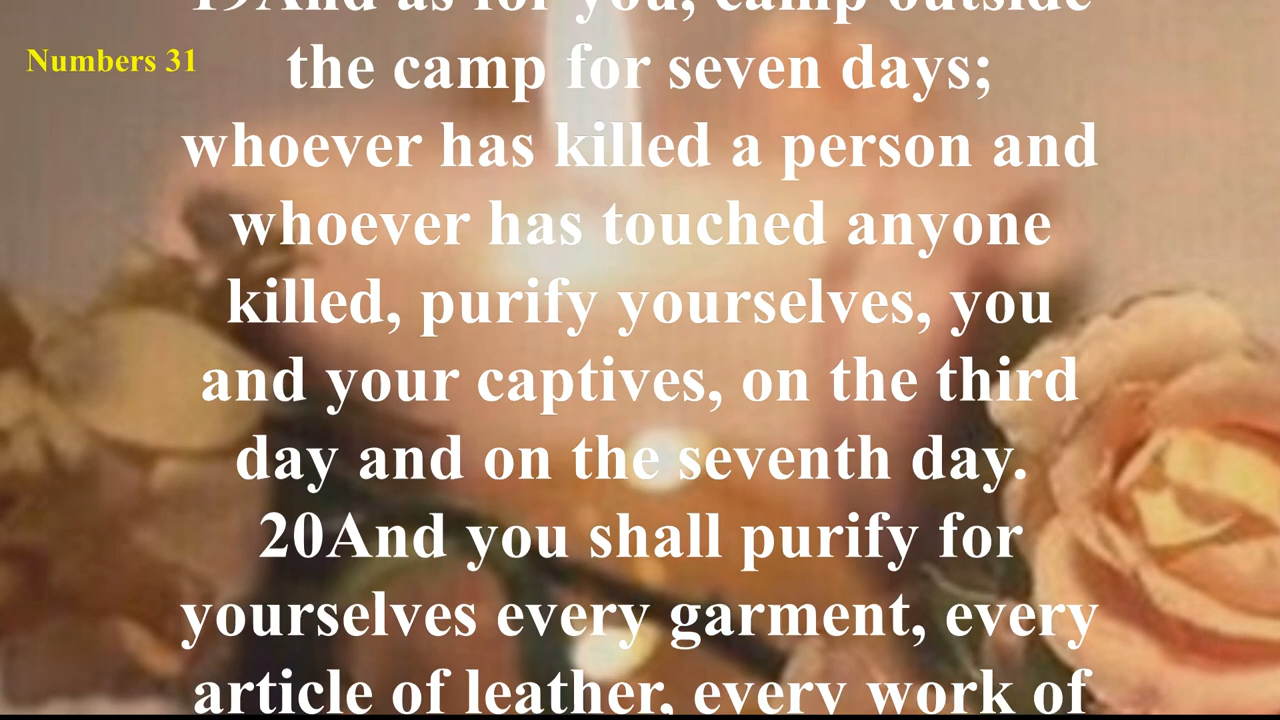 19And as for you, camp outside
Numbers 31
the camp for seven days;
whoever has killed a person and
whoever has touched anyone
killed, purify yourselves, you
and your captives, on the third
day and on the seventh day.
20And you shall purify for
yourselves every garment, every
article of leather, every work of